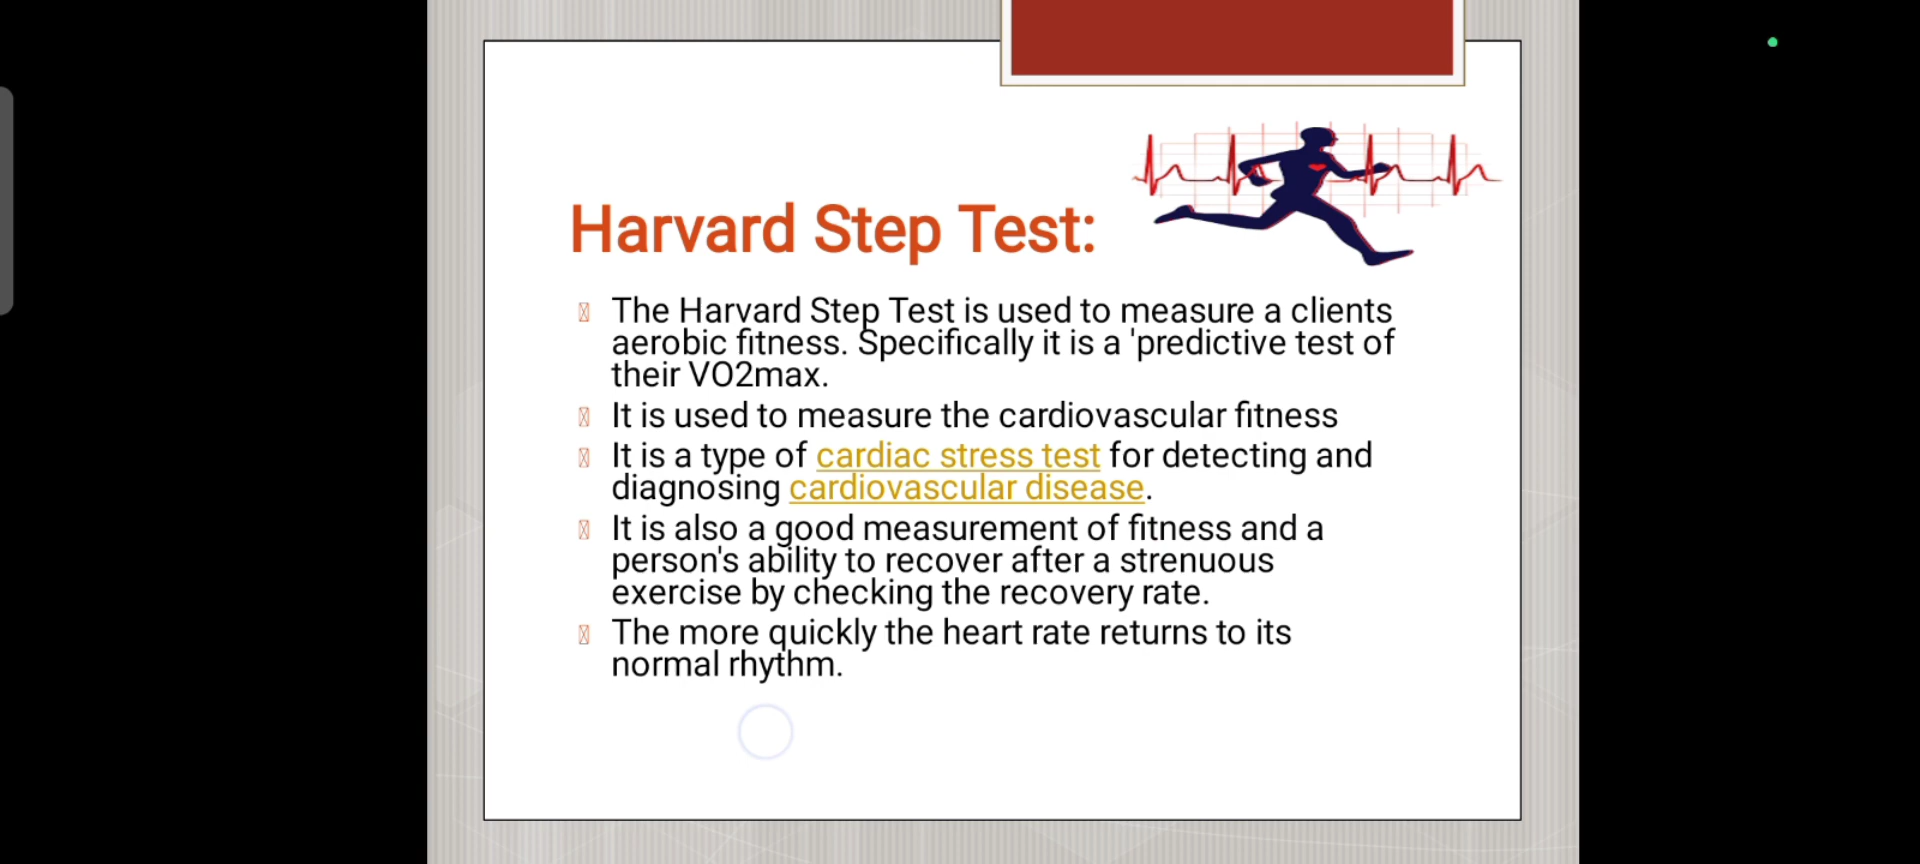 Harvard Step Test:
The Harvard Step Test is used to measure a clients
aerobic fitness. Specifically it is a 'predictive test of
their VO2max.
It is used to measure the cardiovascular fitness
It is a type of cardiac stress test for detecting and
diagnosing cardiovascular disease.
It is also a good measurement of fitness and a
person's ability to recover after a strenuous
exercise by checking the recovery rate.
The more quickly the heart rate returns to its
normal rhythm.